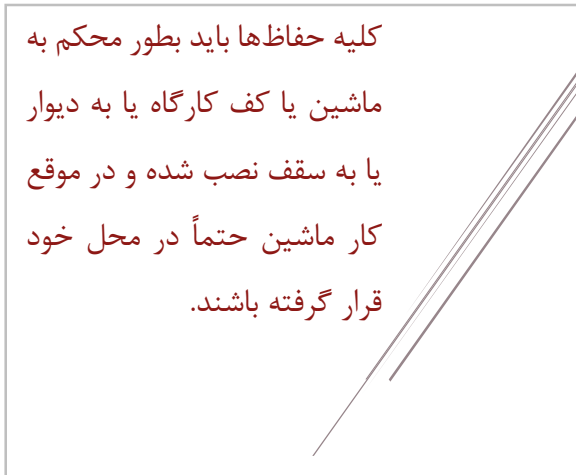 کلیه حفاظ‌ها باید بطور محکم به
ماشین یا کف کارگاه یا به دیوار
یا به سقف نصب شده و در موقع
کار ماشین حتماً در محل خود
قرار گرفته باشند.